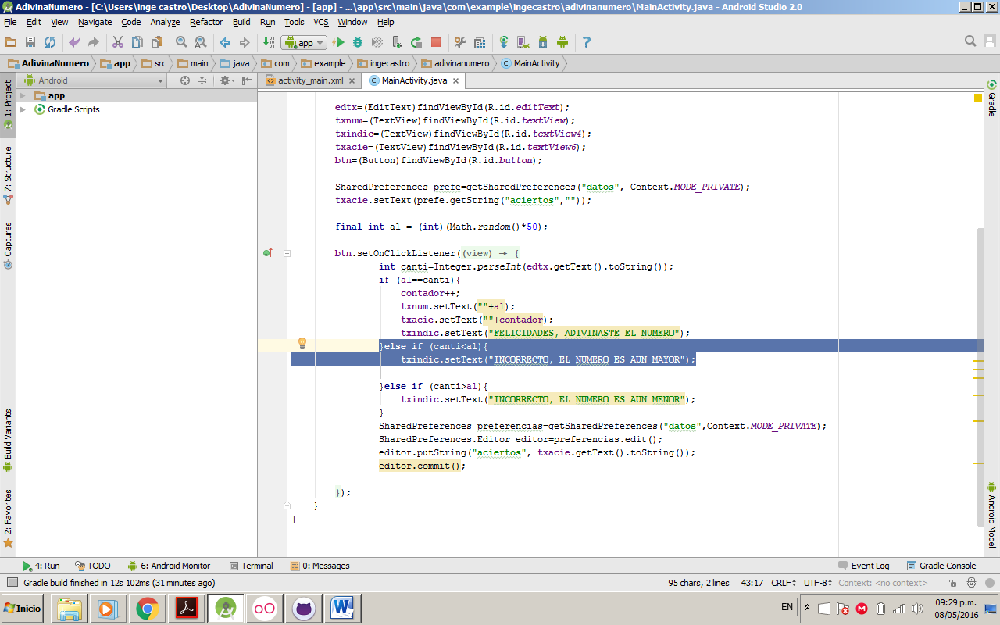 AdivinaNumero - [C:\Users\inge castro\Desktop\AdivinaNumero] - [app] - ...\app\src\main\java\com\example\ingecastro\adivinanumero\MainActivity.java - Android Studio 2.0
File Edit View Navigate Code Analyze Refactor Build Run Tools VCS Window Help
app
AdivinaNumero app src main java com example ingecastro adivinanumero MainActivity
Android
activity_main.xml MainActivity.java
1: Project
7: Structure
Captures
Build Variants
2: Favorites
app
Gradle Scripts
edtx=(EditText)findViewById(R.id.editText);
txnum=(TextView)findViewById(R.id.textView);
txindic=(TextView)findViewById(R.id.textView4);
txacie=(TextView)findViewById(R.id.textView6);
btn=(Button)findViewById(R.id.button);
SharedPreferences prefe=getSharedPreferences("datos", Context.MODE_PRIVATE);
txacie.setText(prefe.getString("aciertos",""));
final int al = (int)(Math.random()*50);
btn.setOnClickListener((view) → {
int canti=Integer.parseInt(edtx.getText().toString());
if (al==canti){
contador++;
txnum.setText(""+al);
txacie.setText(""+contador);
txindic.setText("FELICIDADES, ADIVINASTE EL NUMERO");
}else if (canti<al){
txindic.setText("INCORRECTO, EL NUMERO ES AUN MAYOR");
}else if (canti>al){
txindic.setText("INCORRECTO, EL NUMERO ES AUN MENOR");
}
SharedPreferences preferencias=getSharedPreferences("datos",Context.MODE_PRIVATE);
SharedPreferences.Editor editor=preferencias.edit();
editor.putString("aciertos", txacie.getText().toString());
editor.commit();
});
}
}
Gradle
Android Model
4: Run TODO 6: Android Monitor Terminal 0: Messages Event Log Gradle Console
Gradle build finished in 12s 102ms (31 minutes ago) 95 chars, 2 lines 43:17 CRLF UTF-8 Context: <no context>
Inicio EN 09:29 p.m.
08/05/2016